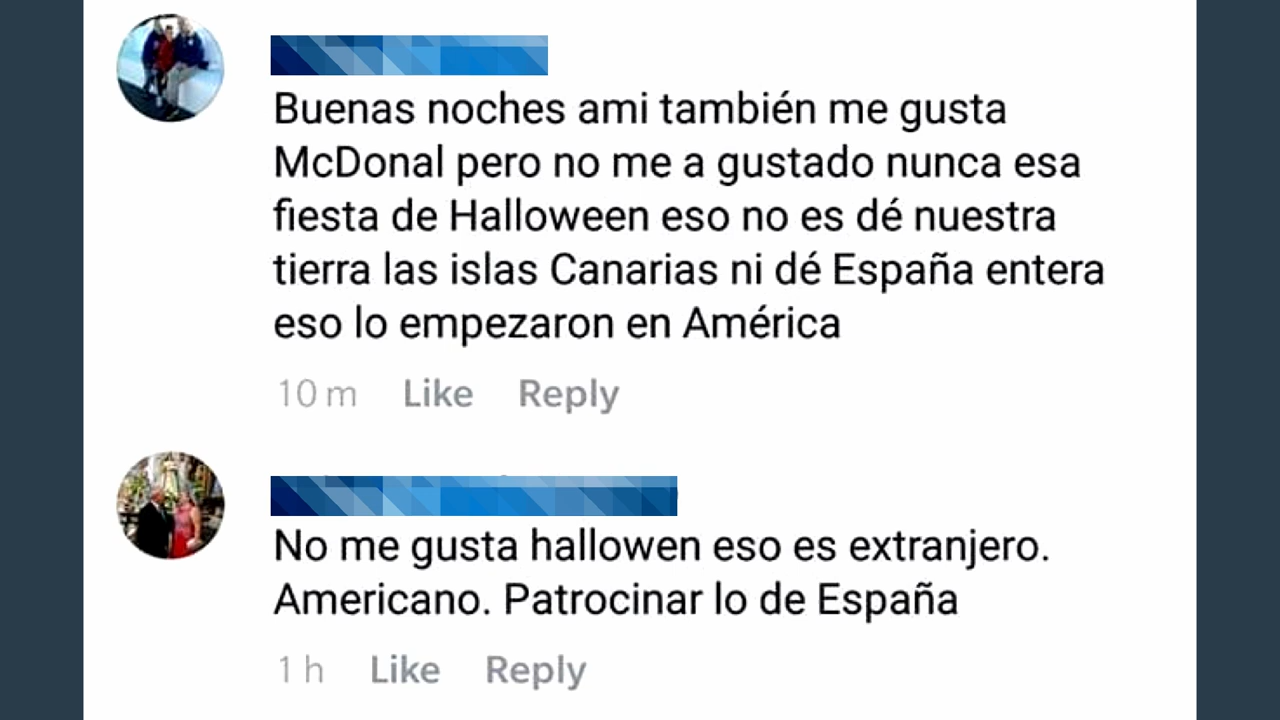 Buenas noches ami también me gusta
McDonal pero no me a gustado nunca esa
fiesta de Halloween eso no es dé nuestra
tierra las islas Canarias ni dé España entera
eso lo empezaron en América
10 m Like Reply
No me gusta hallowen eso es extranjero.
Americano. Patrocinar lo de España
1 h Like Reply